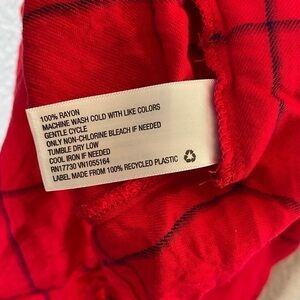 100% RAYON
MACHINE WASH COLD WITH LIKE COLORS
GENTLE CYCLE
ONLY NON-CHLORINE BLEACH IF NEEDED
TUMBLE DRY LOW
COOL IRON IF NEEDED
RN17730 VN1055164
LABEL MADE FROM 100% RECYCLED PLASTIC